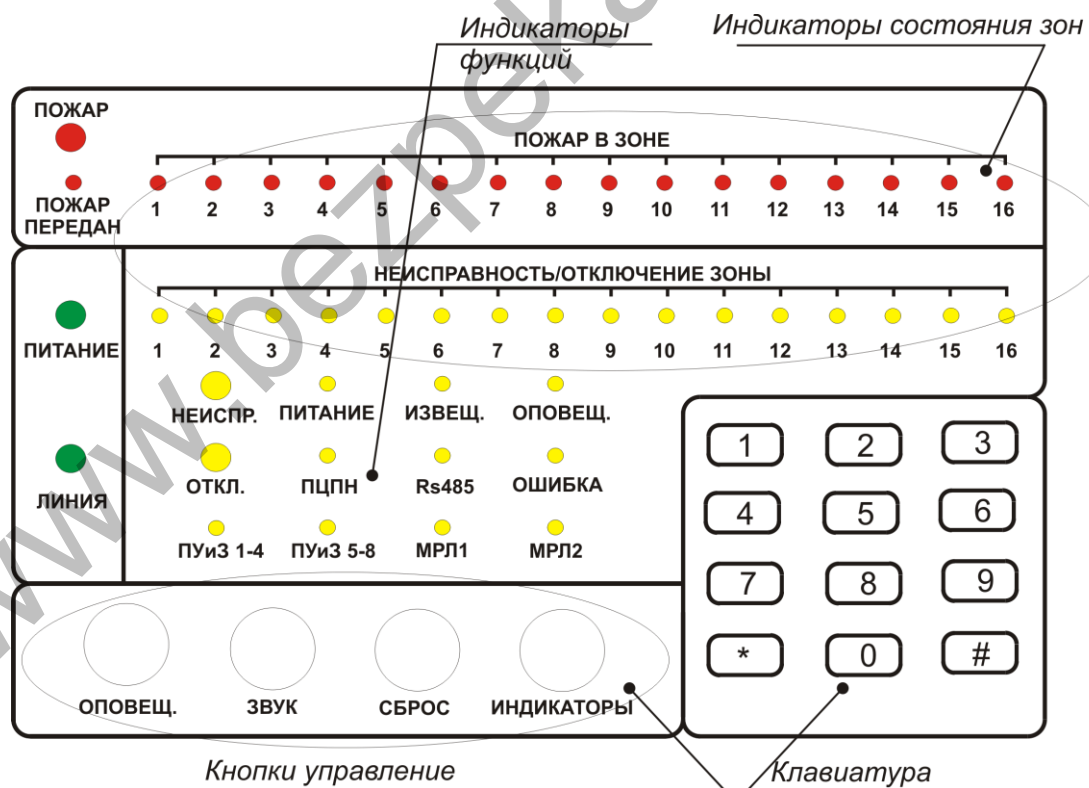 Индикаторы функций
Индикаторы состояния зон
ПОЖАР
ПОЖАР В ЗОНЕ
ПОЖАР ПЕРЕДАН
1 2 3 4 5 6 7 8 9 10 11 12 13 14 15 16
НЕИСПРАВНОСТЬ/ОТКЛЮЧЕНИЕ ЗОНЫ
ПИТАНИЕ
1 2 3 4 5 6 7 8 9 10 11 12 13 14 15 16
НЕИСПР. ПИТАНИЕ ИЗВЕЩ. ОПОВЕЩ.
ЛИНИЯ
ОТКЛ. ПЦПН Rs485 ОШИБКА
ПУиЗ 1-4 ПУиЗ 5-8 МРЛ1 МРЛ2
1 2 3
4 5 6
7 8 9
* 0 #
ОПОВЕЩ. ЗВУК СБРОС ИНДИКАТОРЫ
Кнопки управление
Клавиатура